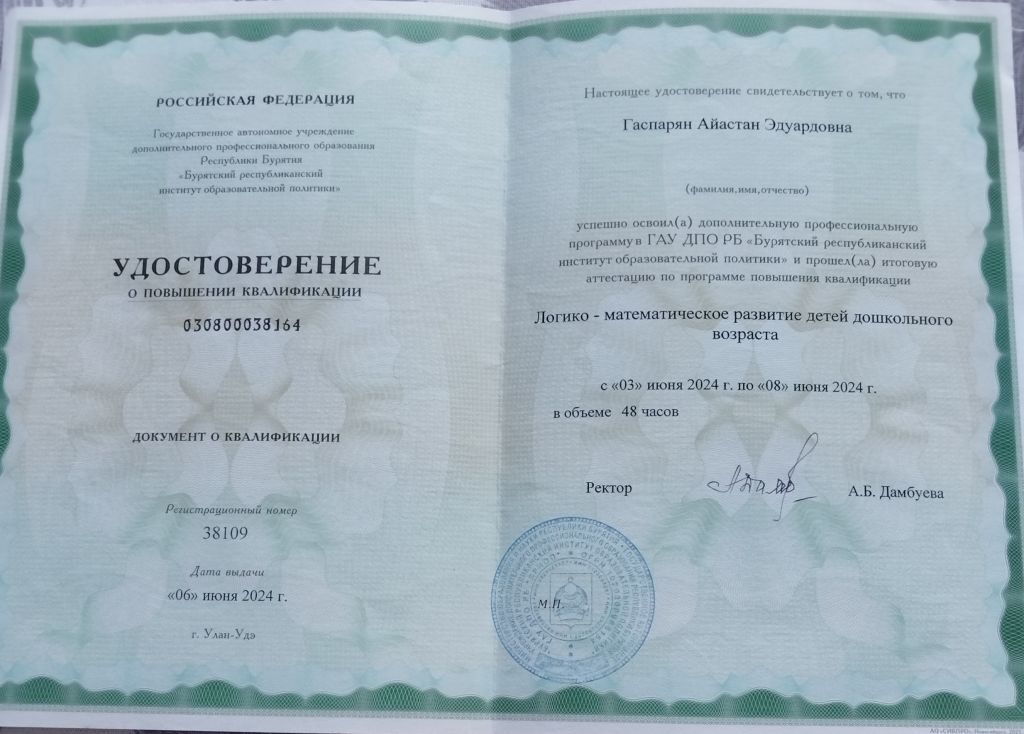 РОССИЙСКАЯ ФЕДЕРАЦИЯ
Государственное автономное учреждение
дополнительного профессионального образования
Республики Бурятия
«Бурятский республиканский
институт образовательной политики»
УДОСТОВЕРЕНИЕ
О ПОВЫШЕНИИ КВАЛИФИКАЦИИ
030800038164
ДОКУМЕНТ О КВАЛИФИКАЦИИ
Регистрационный номер
38109
Дата выдачи
«06» июня 2024 г.
г. Улан-Удэ
Настоящее удостоверение свидетельствует о том, что
Гаспарян Айастан Эдуардовна
(фамилия,имя,отчество)
успешно освоил(а) дополнительную профессиональную
программу в ГАУ ДПО РБ «Бурятский республиканский
институт образовательной политики» и прошел(ла) итоговую
аттестацию по программе повышения квалификации
Логико - математическое развитие детей дошкольного
возраста
с «03» июня 2024 г. по «08» июня 2024 г.
в объеме 48 часов
Ректор
А.Б. Дамбуева
М.П.